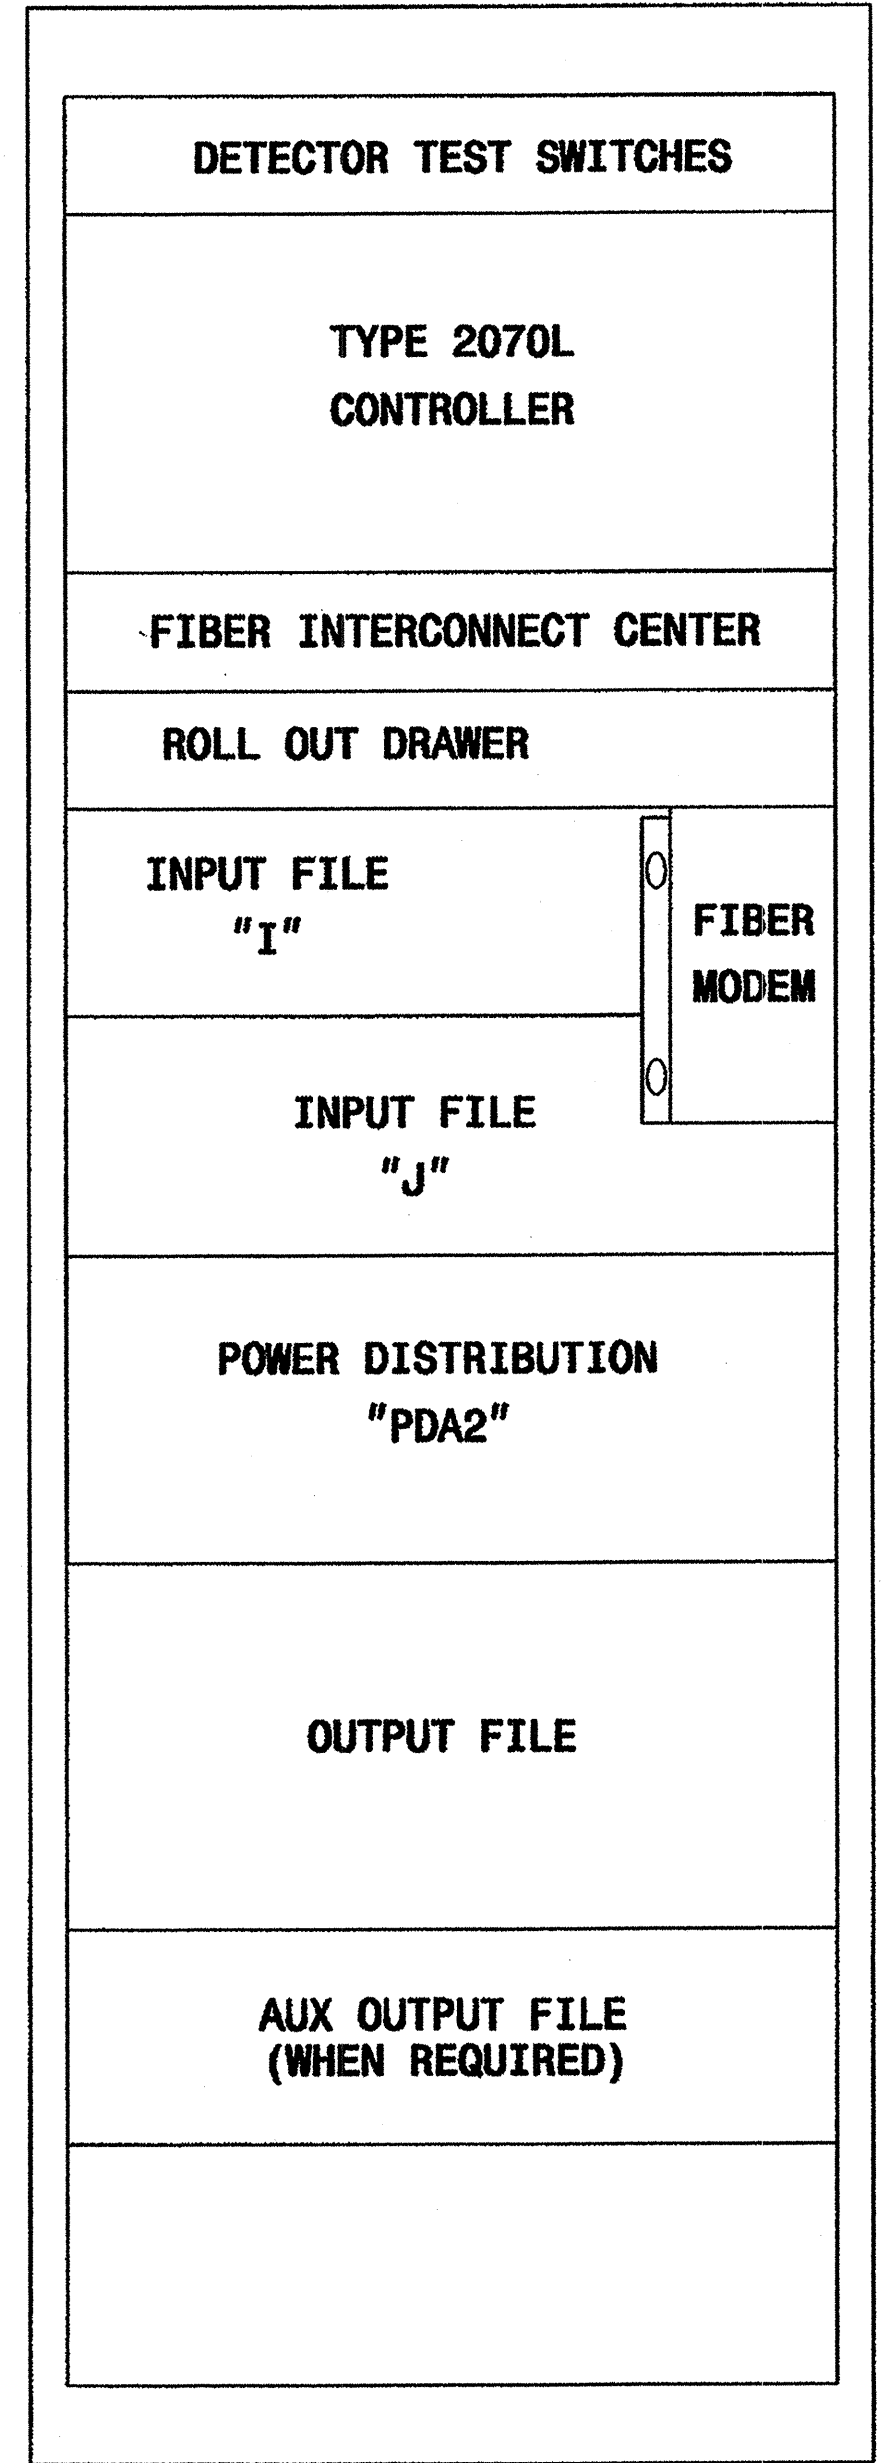 DETECTOR TEST SWITCHES
TYPE 2070L
CONTROLLER
FIBER INTERCONNECT CENTER
ROLL OUT DRAWER
INPUT FILE
"I"
FIBER
MODEM
INPUT FILE
"J"
POWER DISTRIBUTION
"PDA2"
OUTPUT FILE
AUX OUTPUT FILE
(WHEN REQUIRED)